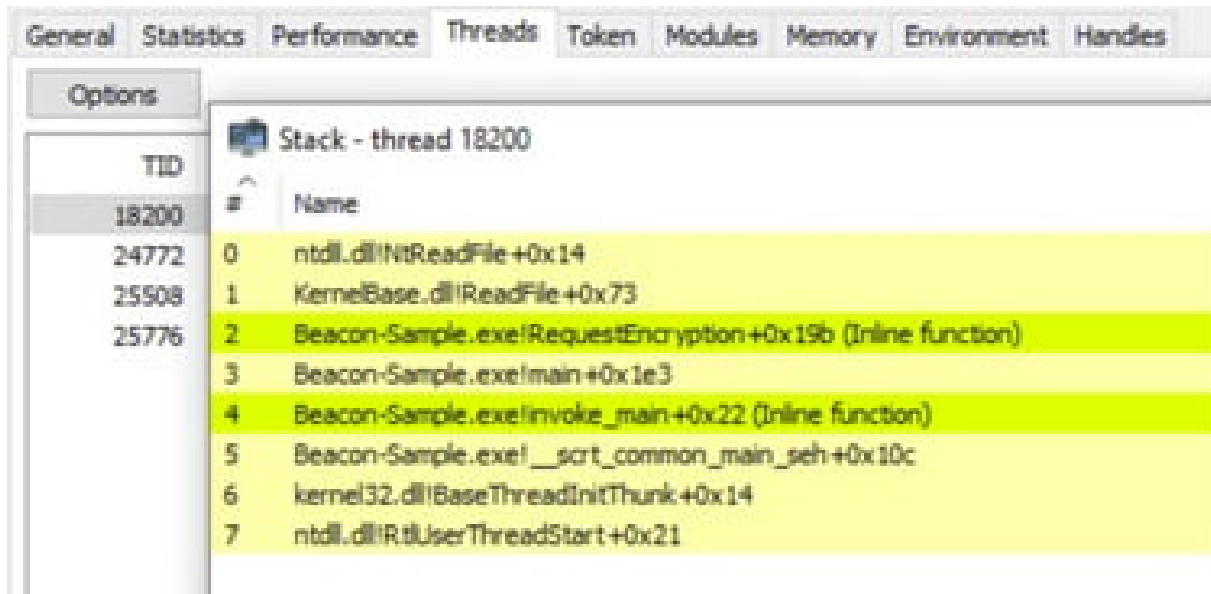 General Statistics Performance Threads Token Modules Memory Environment Handles
Options
Stack - thread 18200
TID
# Name
18200
24772
25508
25776
0 ntdll.dll!NtReadFile+0x14
1 KernelBase.dll!ReadFile+0x73
2 Beacon-Sample.exe!RequestEncryption+0x19b (Inline function)
3 Beacon-Sample.exe!main+0x1e3
4 Beacon-Sample.exe!invoke_main+0x22 (Inline function)
5 Beacon-Sample.exe!__scrt_common_main_seh+0x10c
6 kernel32.dll!BaseThreadInitThunk+0x14
7 ntdll.dll!RtlUserThreadStart+0x21